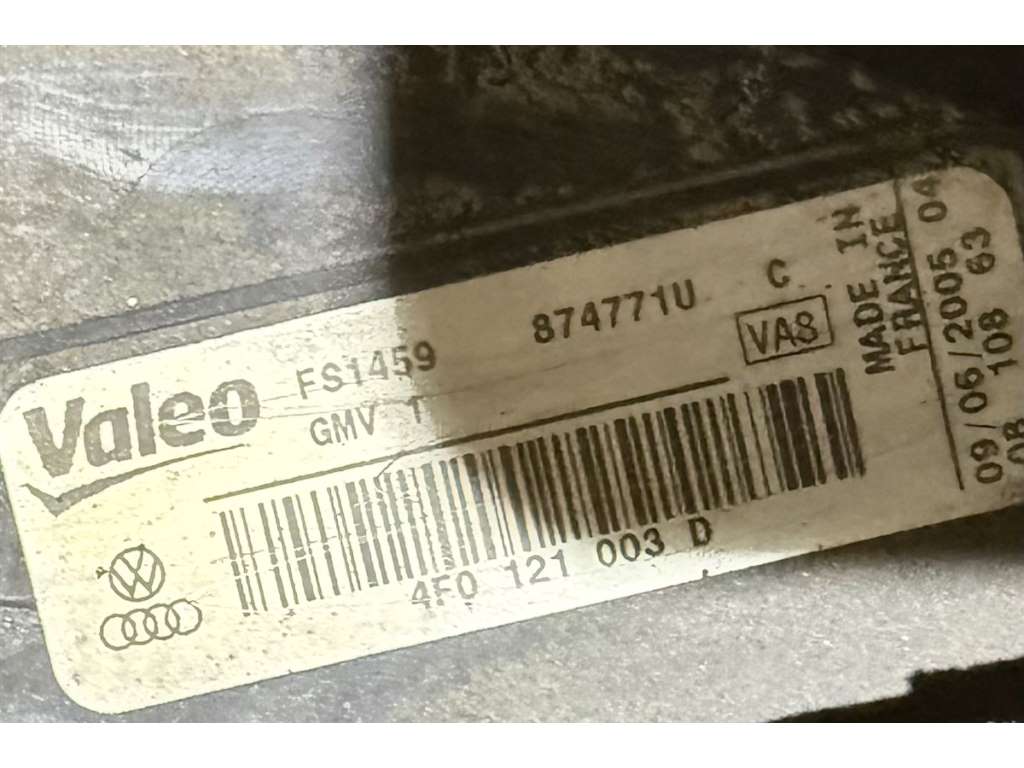 Valeo
FS1459
874771U
C
GMV 1
VA8
MADE IN
FRANCE
09/06/2005 04
08 108 63
4F0 121 003 D